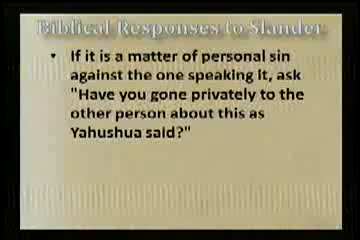 Biblical Responses to Slander
• If it is a matter of personal sin
against the one speaking it, ask
"Have you gone privately to the
other person about this as
Yahushua said?"